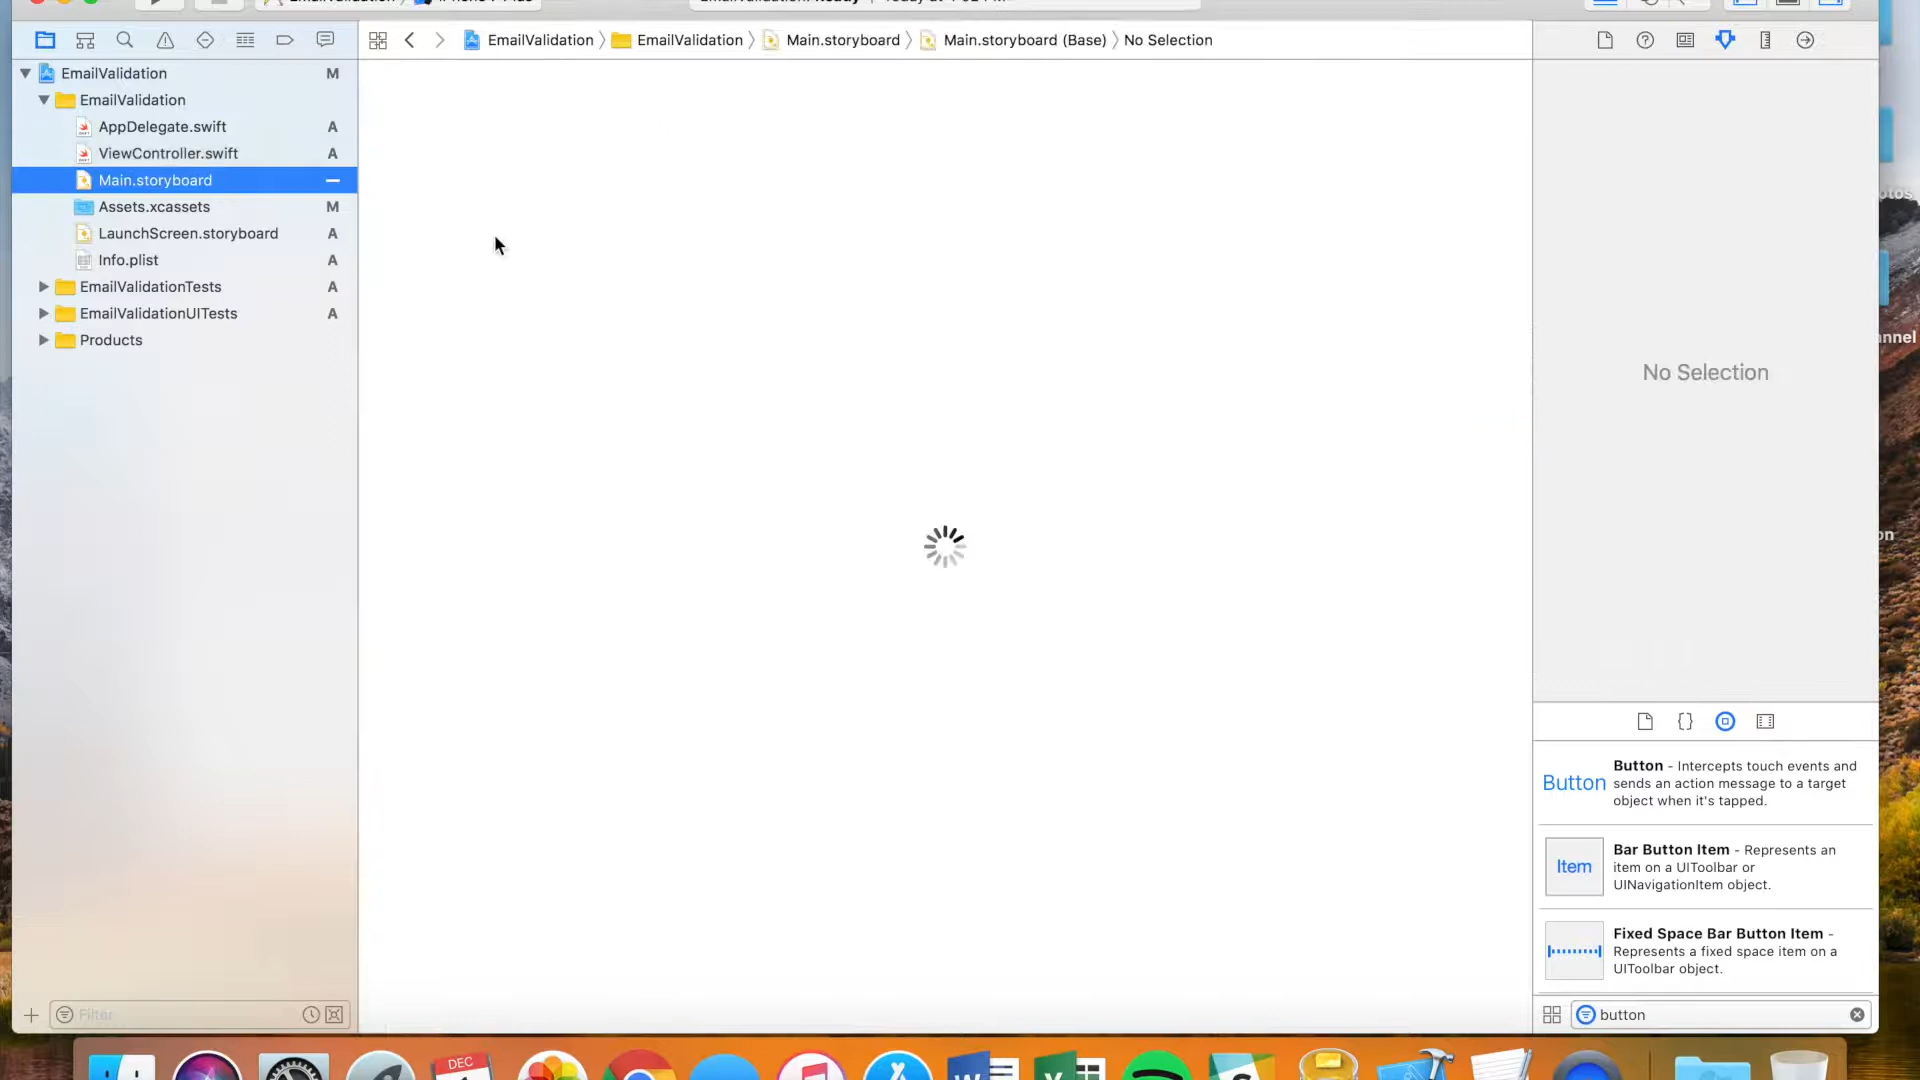 EmailValidation
EmailValidation: Ready
EmailValidation
EmailValidation
Main.storyboard
Main.storyboard (Base)
No Selection
EmailValidation
M
EmailValidation
AppDelegate.swift
A
ViewController.swift
A
Main.storyboard
Assets.xcassets
M
LaunchScreen.storyboard
A
Info.plist
A
EmailValidationTests
A
EmailValidationUITests
A
Products
No Selection
Button
Button - Intercepts touch events and
sends an action message to a target
object when it's tapped.
Item
Bar Button Item - Represents an
item on a UIToolbar or
UINavigationItem object.
Fixed Space Bar Button Item -
Represents a fixed space item on a
UIToolbar object.
Filter
button
DEC